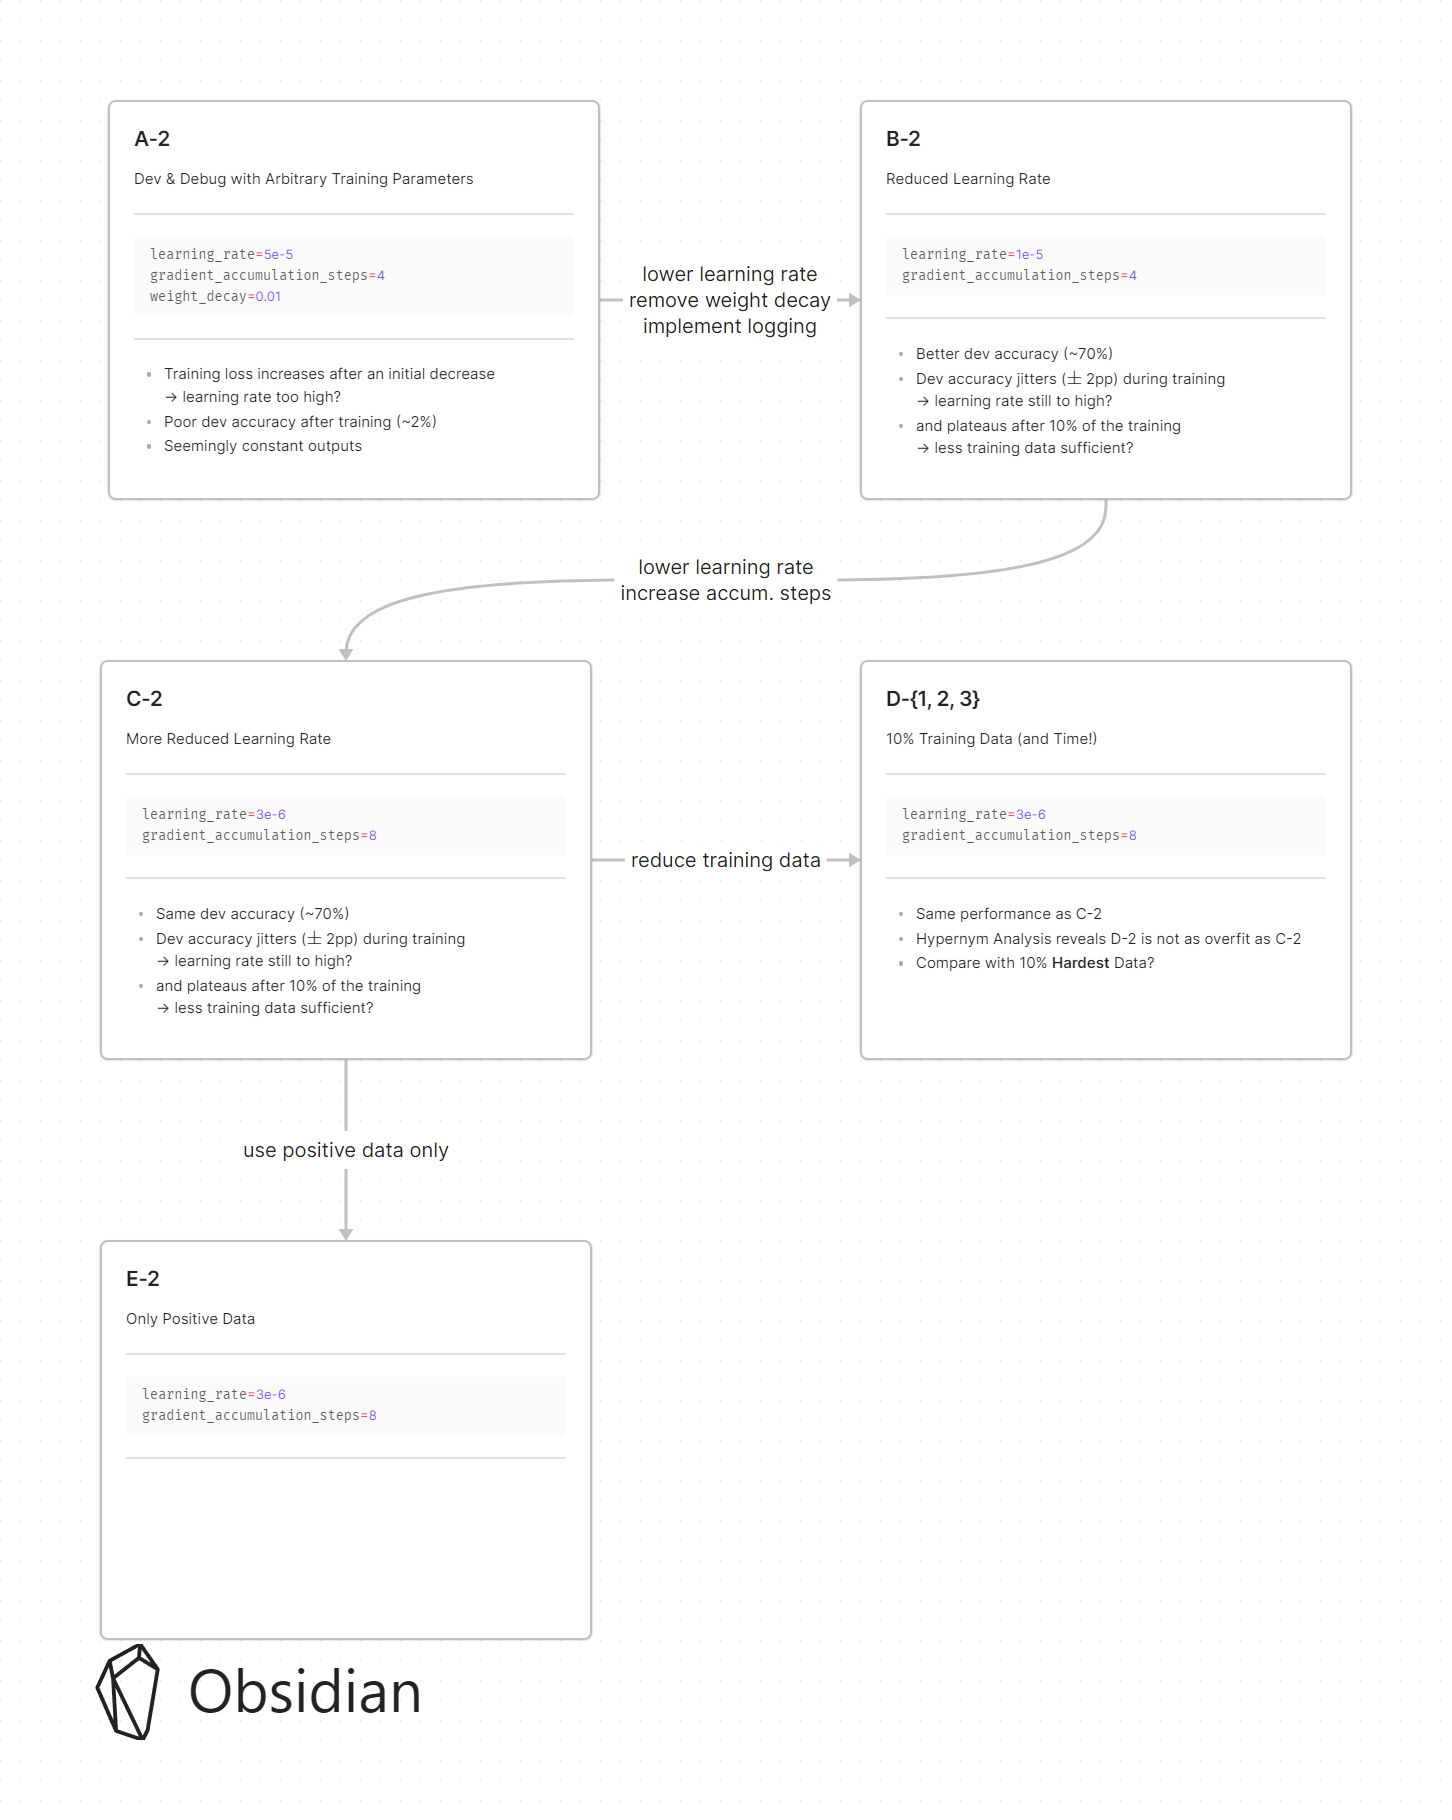 A-2
Dev & Debug with Arbitrary Training Parameters
learning_rate=5e-5
gradient_accumulation_steps=4
weight_decay=0.01
Training loss increases after an initial decrease
→ learning rate too high?
Poor dev accuracy after training (~2%)
Seemingly constant outputs
lower learning rate
remove weight decay
implement logging
B-2
Reduced Learning Rate
learning_rate=1e-5
gradient_accumulation_steps=4
Better dev accuracy (~70%)
Dev accuracy jitters (± 2pp) during training
→ learning rate still to high?
and plateaus after 10% of the training
→ less training data sufficient?
lower learning rate
increase accum. steps
C-2
More Reduced Learning Rate
learning_rate=3e-6
gradient_accumulation_steps=8
Same dev accuracy (~70%)
Dev accuracy jitters (± 2pp) during training
→ learning rate still to high?
and plateaus after 10% of the training
→ less training data sufficient?
reduce training data
D-{1, 2, 3}
10% Training Data (and Time!)
learning_rate=3e-6
gradient_accumulation_steps=8
Same performance as C-2
Hypernym Analysis reveals D-2 is not as overfit as C-2
Compare with 10% Hardest Data?
use positive data only
E-2
Only Positive Data
learning_rate=3e-6
gradient_accumulation_steps=8
Obsidian